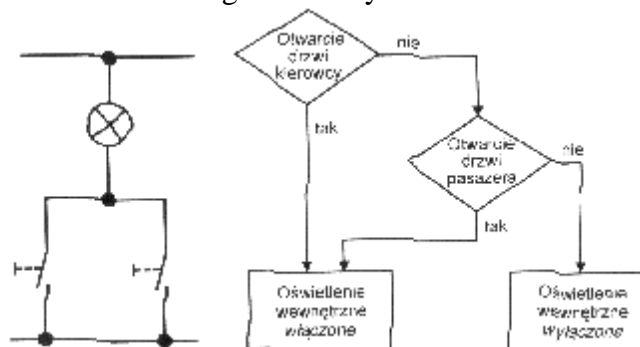 Otwarcie
drzwi
kierowcy
nie
tak
Otwarcie
drzwi
pasażera
nie
tak
Oświetlenie
wewnętrzne
włączone
Oświetlenie
wewnętrzne
Wyłączone